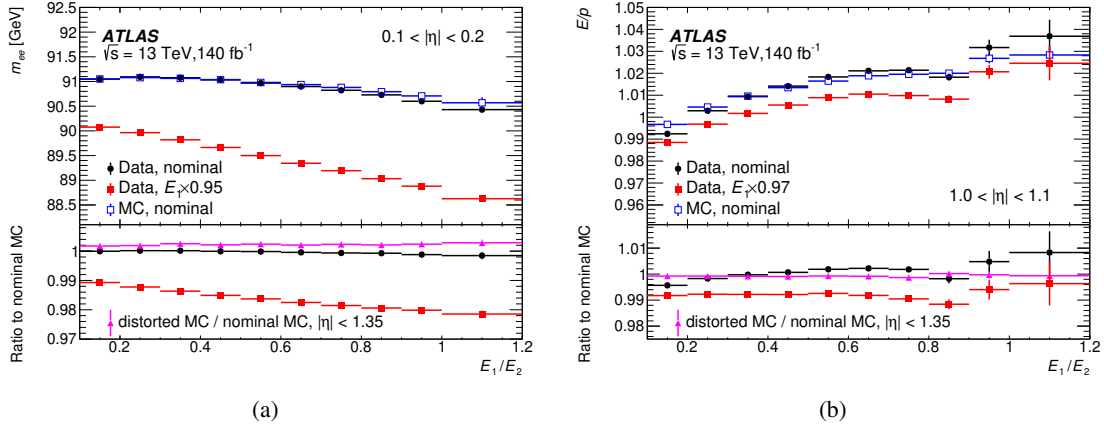 m_ee [GeV]
92
91.5
91
90.5
90
89.5
89
88.5
ATLAS
√s = 13 TeV,140 fb⁻¹
0.1 < |η| < 0.2
Data, nominal
Data, E₁×0.95
MC, nominal
Ratio to nominal MC
1
0.99
0.98
0.97
distorted MC / nominal MC, |η| < 1.35
0.2 0.4 0.6 0.8 1 1.2
E₁/E₂
(a)
E/p
1.05
1.04
1.03
1.02
1.01
1
0.99
0.98
0.97
0.96
ATLAS
√s = 13 TeV,140 fb⁻¹
Data, nominal
Data, E₁×0.97
MC, nominal
1.0 < |η| < 1.1
Ratio to nominal MC
1.01
1
0.99
0.98
distorted MC / nominal MC, |η| < 1.35
0.2 0.4 0.6 0.8 1 1.2
E₁/E₂
(b)